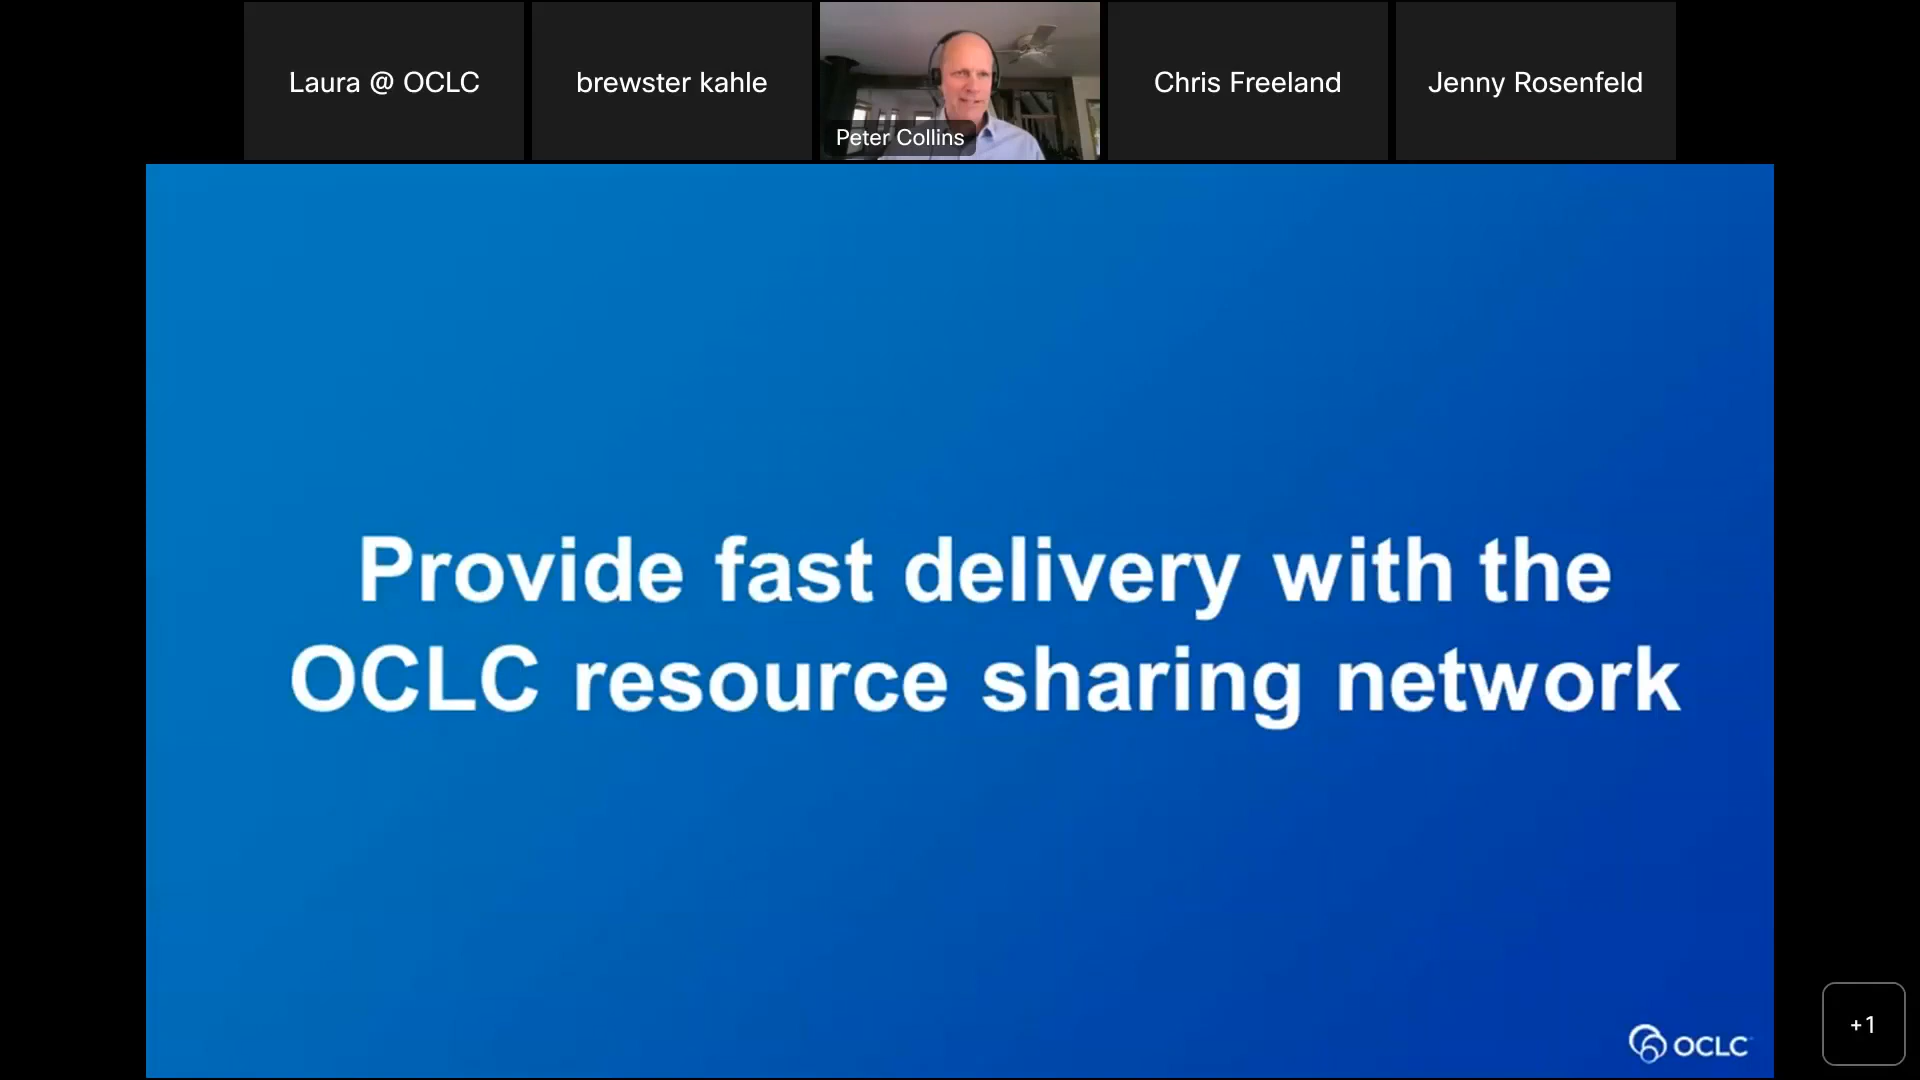 Laura @ OCLC
brewster kahle
Peter Collins
Chris Freeland
Jenny Rosenfeld
Provide fast delivery with the
OCLC resource sharing network
OCLC
+1